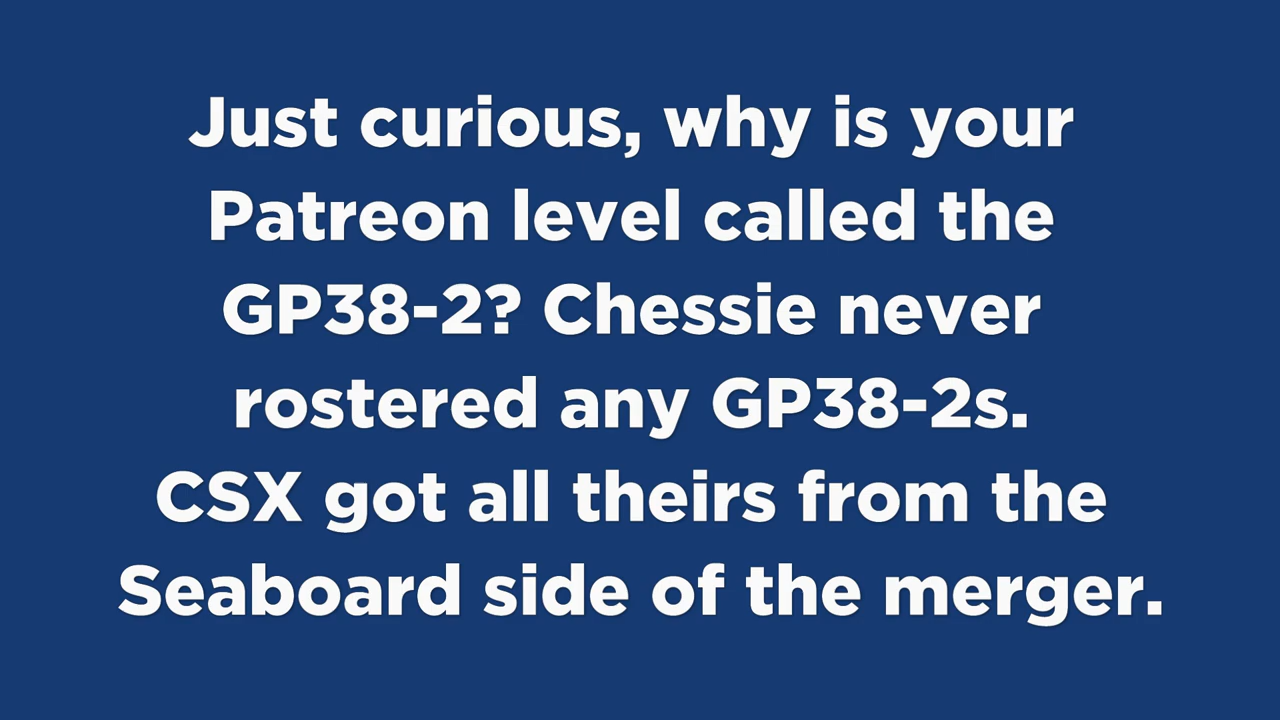 Just curious, why is your
Patreon level called the
GP38-2? Chessie never
rostered any GP38-2s.
CSX got all theirs from the
Seaboard side of the merger.